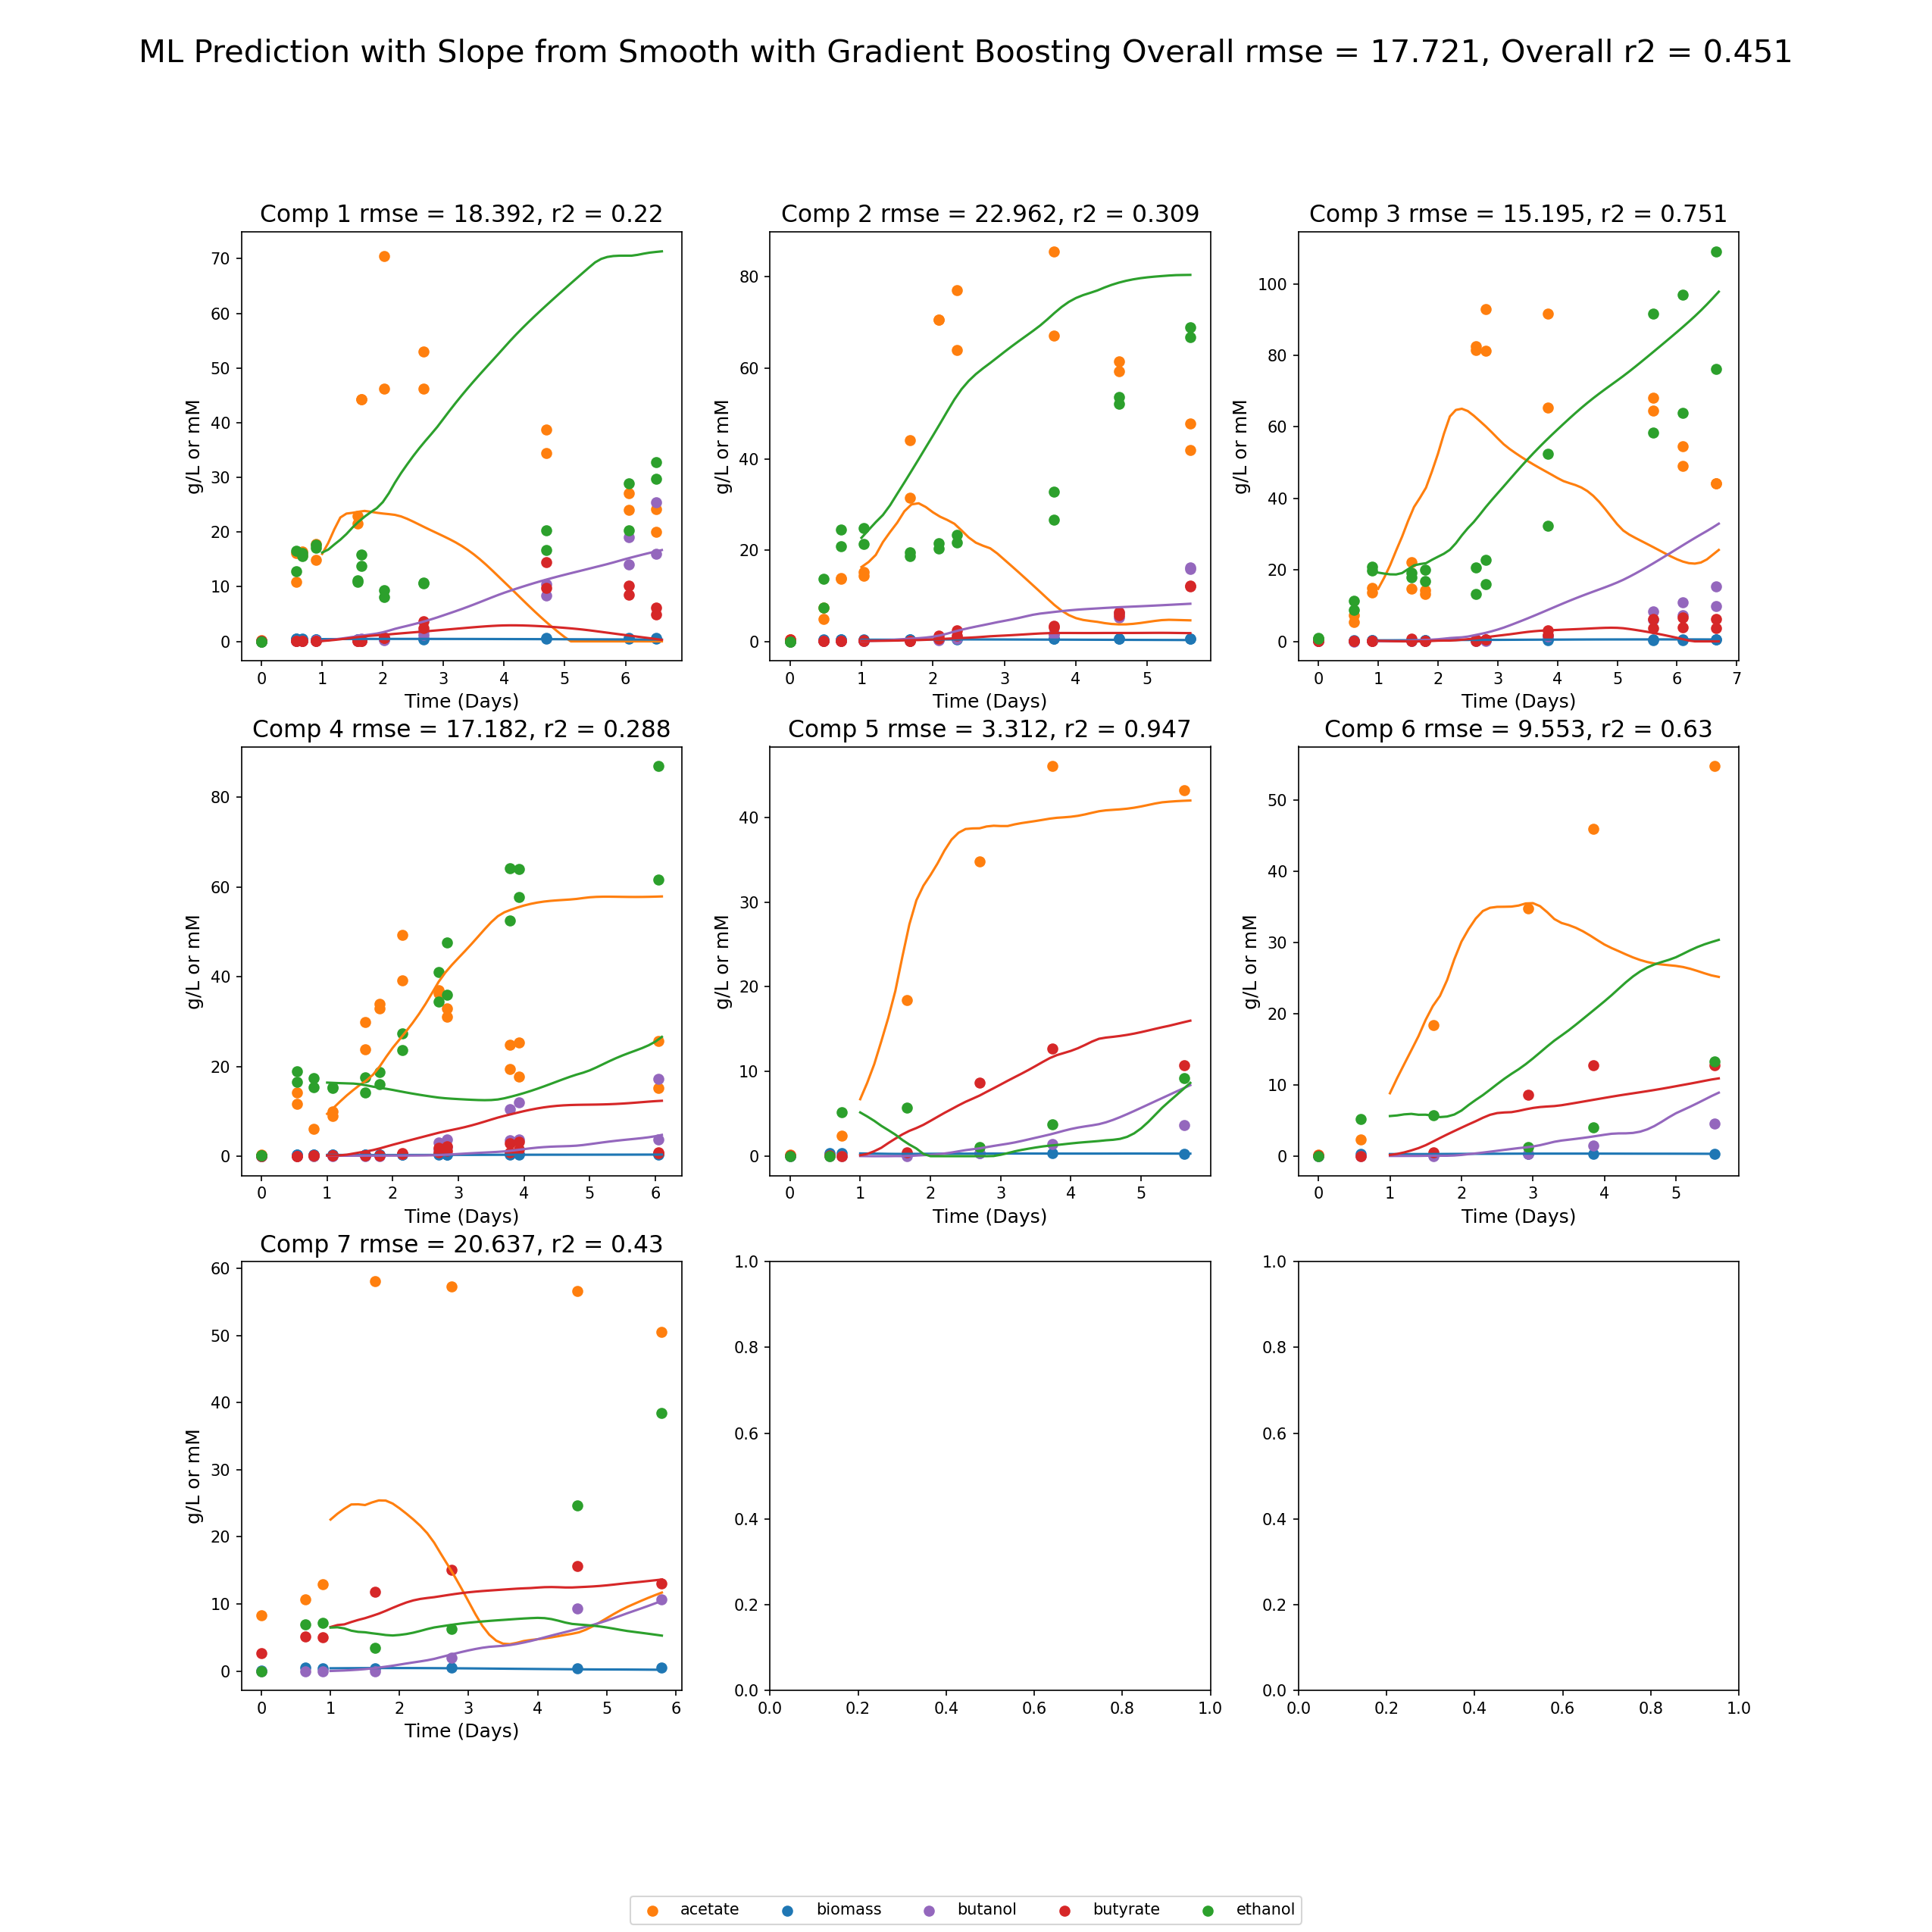 ML Prediction with Slope from Smooth with Gradient Boosting Overall rmse = 17.721, Overall r2 = 0.451
Comp 1 rmse = 18.392, r2 = 0.22
g/L or mM
70
60
50
40
30
20
10
0
0 1 2 3 4 5 6
Time (Days)
Comp 2 rmse = 22.962, r2 = 0.309
g/L or mM
80
60
40
20
0
0 1 2 3 4 5
Time (Days)
Comp 3 rmse = 15.195, r2 = 0.751
g/L or mM
100
80
60
40
20
0
0 1 2 3 4 5 6 7
Time (Days)
Comp 4 rmse = 17.182, r2 = 0.288
g/L or mM
80
60
40
20
0
0 1 2 3 4 5 6
Time (Days)
Comp 5 rmse = 3.312, r2 = 0.947
g/L or mM
40
30
20
10
0
0 1 2 3 4 5
Time (Days)
Comp 6 rmse = 9.553, r2 = 0.63
g/L or mM
50
40
30
20
10
0
0 1 2 3 4 5
Time (Days)
Comp 7 rmse = 20.637, r2 = 0.43
g/L or mM
60
50
40
30
20
10
0
0 1 2 3 4 5 6
Time (Days)
1.0
0.8
0.6
0.4
0.2
0.0
0.0 0.2 0.4 0.6 0.8 1.0
1.0
0.8
0.6
0.4
0.2
0.0
0.0 0.2 0.4 0.6 0.8 1.0
acetate biomass butanol butyrate ethanol